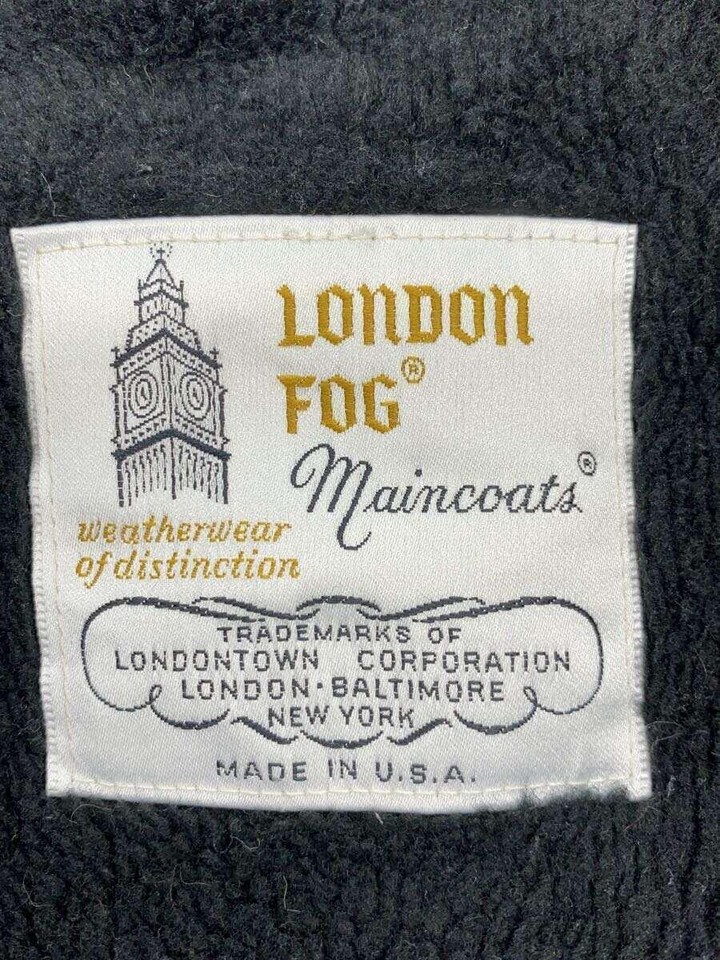 LONDON
FOG®
Maincoats®
weatherwear
of distinction
TRADEMARKS OF
LONDONTOWN CORPORATION
LONDON·BALTIMORE
NEW YORK
MADE IN U.S.A.